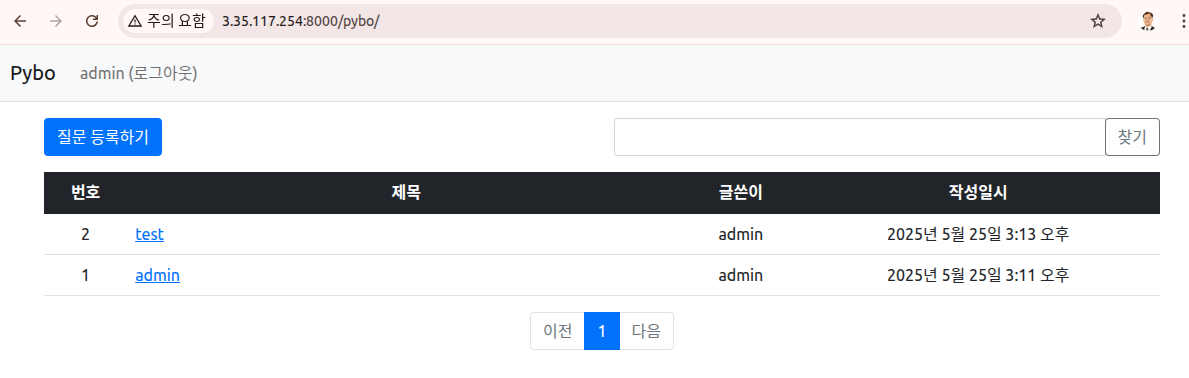 주의 요함 3.35.117.254:8000/pybo/
Pybo admin (로그아웃)
질문 등록하기 찾기
번호 제목 글쓴이 작성일시
2 test admin 2025년 5월 25일 3:13 오후
1 admin admin 2025년 5월 25일 3:11 오후
이전 1 다음